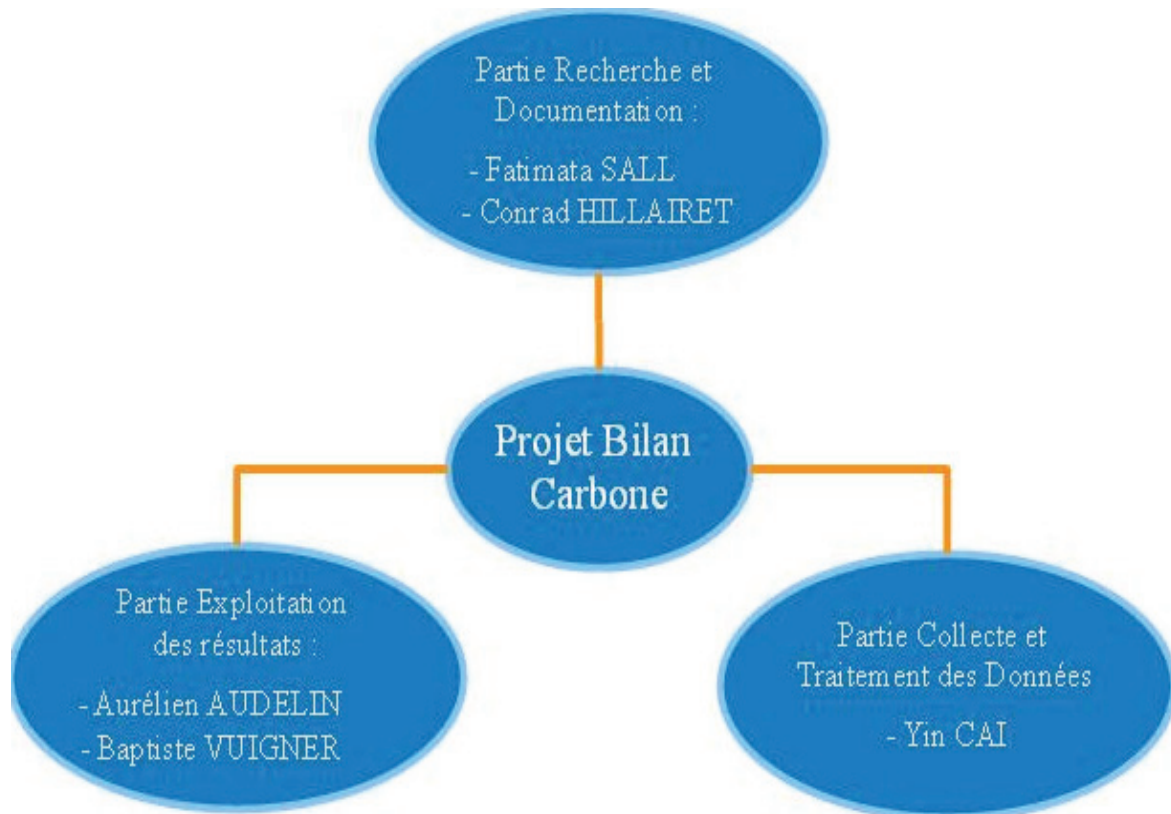 Partie Recherche et
Documentation :
- Fatimata SALL
- Conrad HILLAIRET
Projet Bilan
Carbone
Partie Exploitation
des résultats :
- Aurélien AUDELIN
- Baptiste VUIGNER
Partie Collecte et
Traitement des Données
- Yin CAI